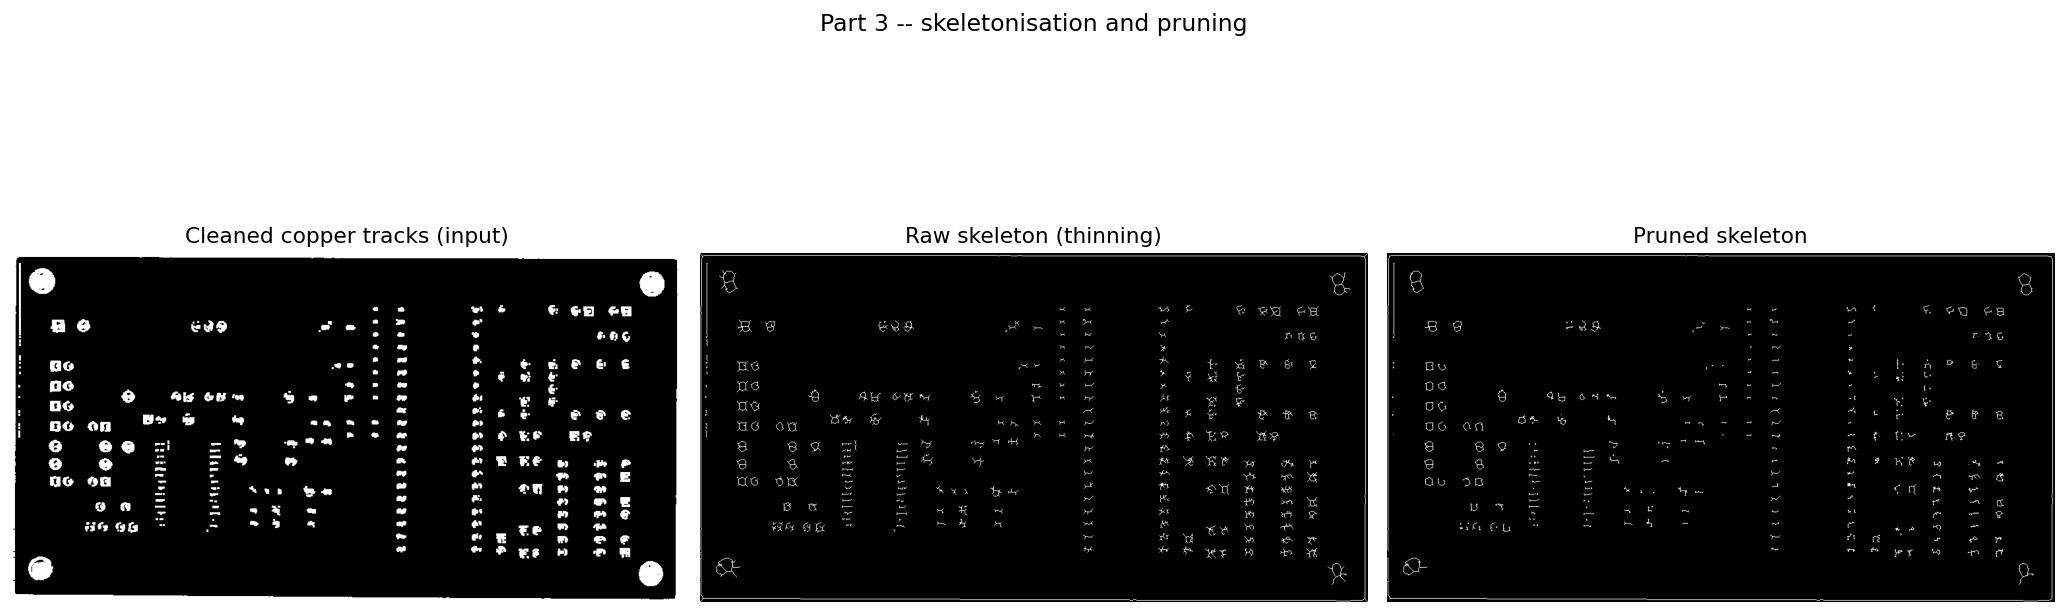 Part 3 -- skeletonisation and pruning
Cleaned copper tracks (input)
Raw skeleton (thinning)
Pruned skeleton